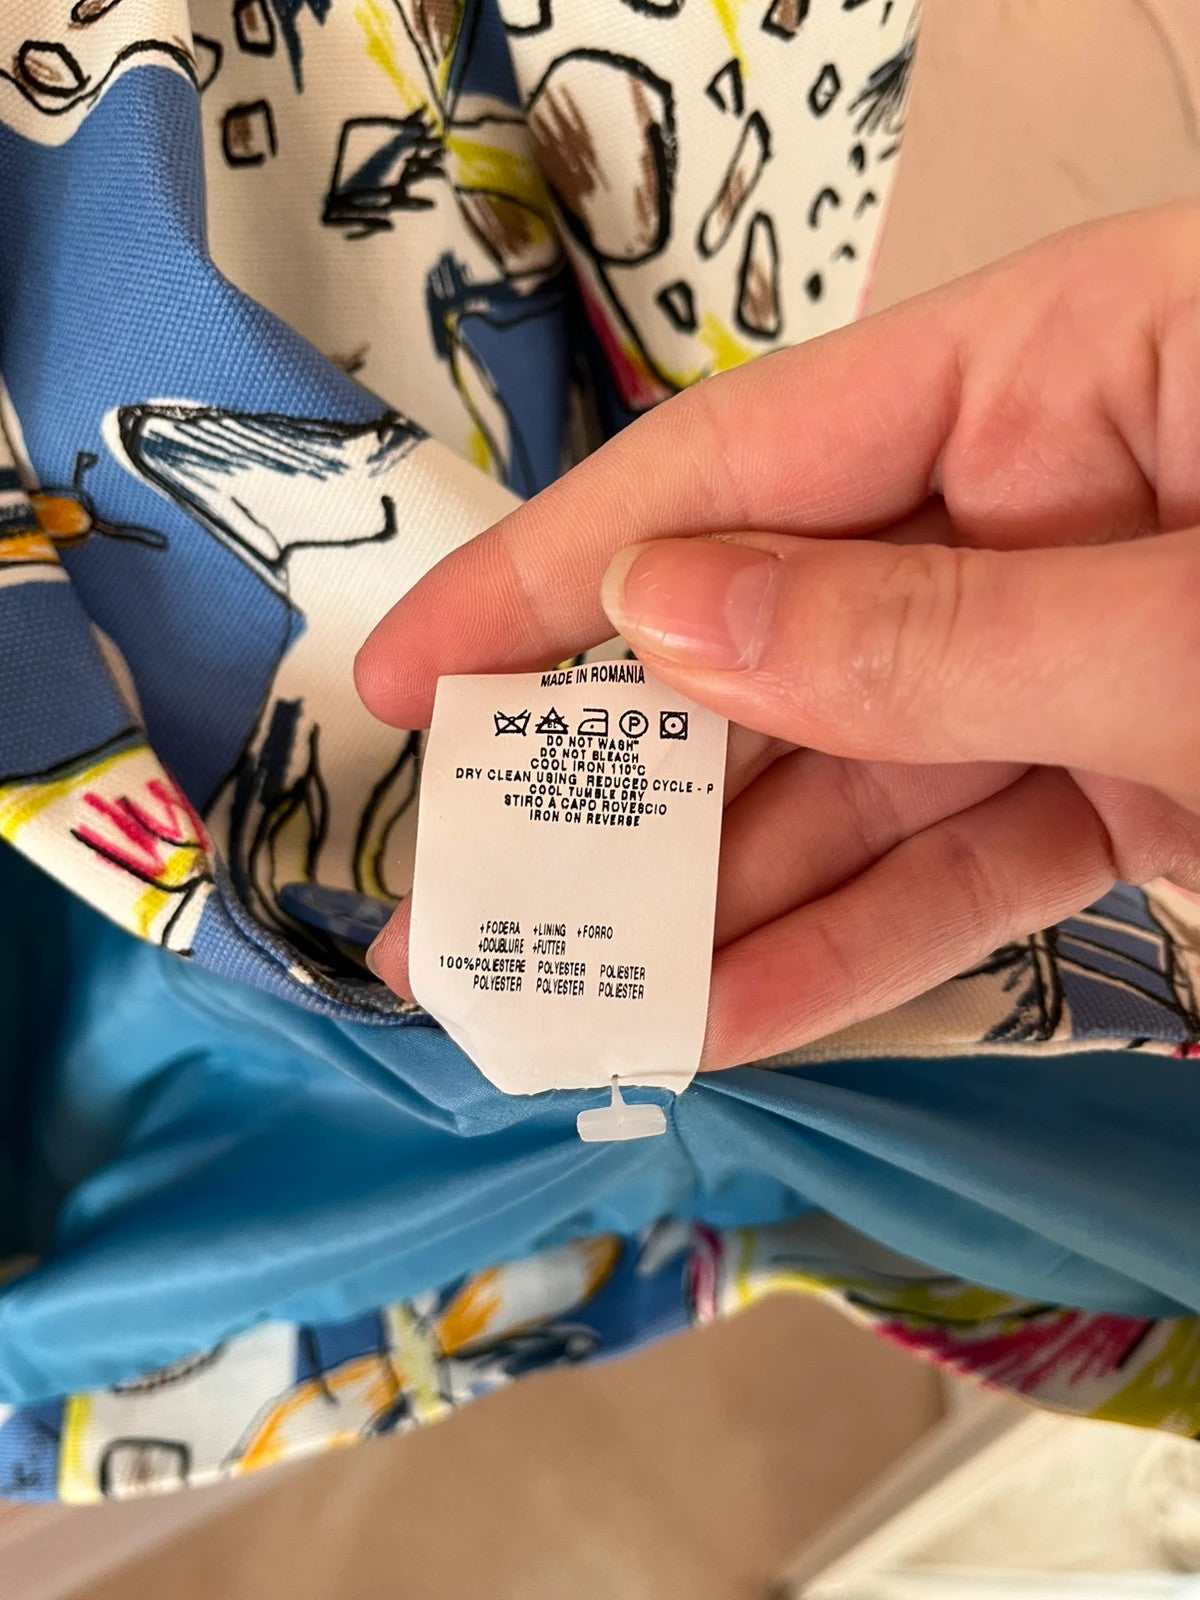 MADE IN ROMANIA
CL P
DO NOT WASH
DO NOT BLEACH
COOL IRON 110°C
DRY CLEAN USING REDUCED CYCLE - P
COOL TUMBLE DRY
STIRO A CAPO ROVESCIO
IRON ON REVERSE
+FODERA +LINING +FORRO
+DOUBLURE +FUTTER
100%POLIESTERE POLYESTER POLIESTER
POLYESTER POLYESTER POLIESTER